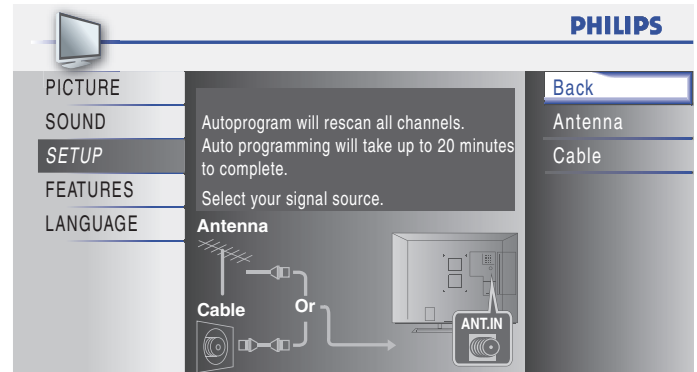 PHILIPS
PICTURE
SOUND
SETUP
FEATURES
LANGUAGE
Autoprogram will rescan all channels.
Auto programming will take up to 20 minutes
to complete.
Select your signal source.
Antenna
Cable
Or
ANT.IN
Back
Antenna
Cable